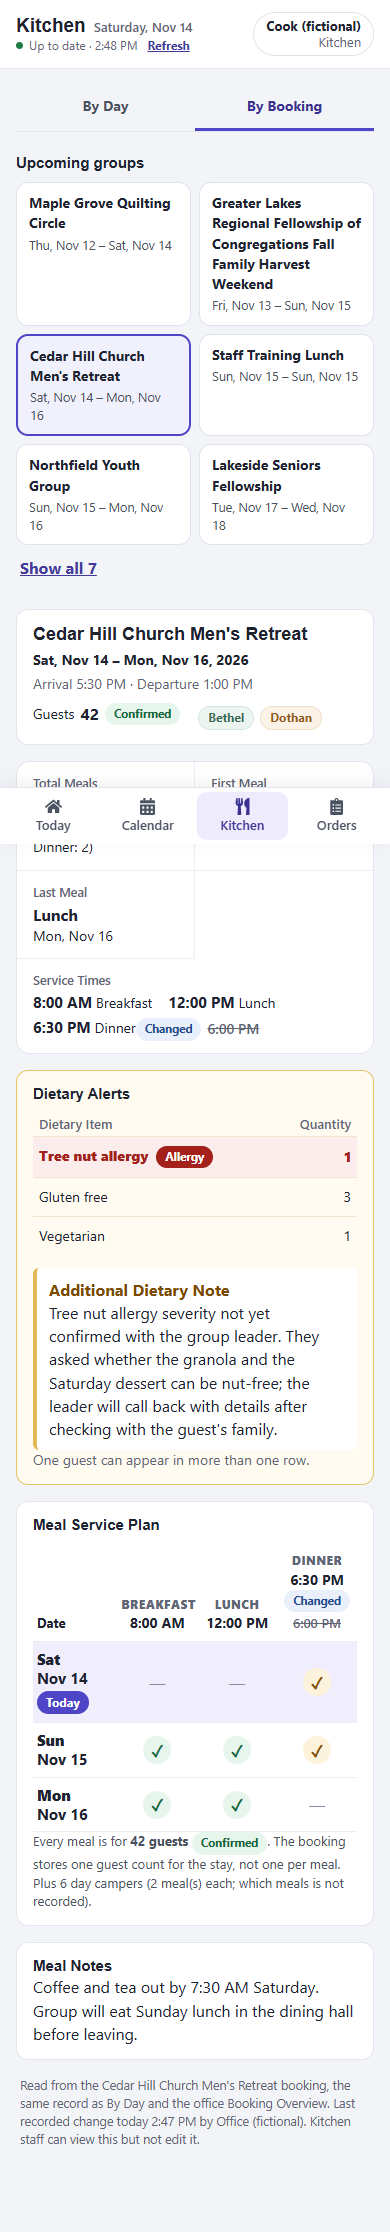 Kitchen Saturday, Nov 14
Up to date · 2:48 PM Refresh
Cook (fictional)
Kitchen
By Day
By Booking
Upcoming groups
Maple Grove Quilting
Circle
Thu, Nov 12 – Sat, Nov 14
Greater Lakes
Regional Fellowship of
Congregations Fall
Family Harvest
Weekend
Fri, Nov 13 – Sun, Nov 15
Cedar Hill Church
Men's Retreat
Sat, Nov 14 – Mon, Nov
16
Staff Training Lunch
Sun, Nov 15 – Sun, Nov 15
Northfield Youth
Group
Sun, Nov 15 – Mon, Nov
16
Lakeside Seniors
Fellowship
Tue, Nov 17 – Wed, Nov
18
Show all 7
Cedar Hill Church Men's Retreat
Sat, Nov 14 – Mon, Nov 16, 2026
Arrival 5:30 PM · Departure 1:00 PM
Guests 42 Confirmed Bethel Dothan
Total Meals
First Meal
Today
Calendar
Kitchen
Orders
Dinner: 2)
Last Meal
Lunch
Mon, Nov 16
Service Times
8:00 AM Breakfast 12:00 PM Lunch
6:30 PM Dinner Changed 6:00 PM
Dietary Alerts
Dietary Item Quantity
Tree nut allergy Allergy 1
Gluten free 3
Vegetarian 1
Additional Dietary Note
Tree nut allergy severity not yet
confirmed with the group leader. They
asked whether the granola and the
Saturday dessert can be nut-free; the
leader will call back with details after
checking with the guest's family.
One guest can appear in more than one row.
Meal Service Plan
Date
BREAKFAST
8:00 AM
LUNCH
12:00 PM
DINNER
6:30 PM
Changed
6:00 PM
Sat
Nov 14
Today
— — ✓
Sun
Nov 15
✓ ✓ ✓
Mon
Nov 16
✓ ✓ —
Every meal is for 42 guests Confirmed. The booking
stores one guest count for the stay, not one per meal.
Plus 6 day campers (2 meal(s) each; which meals is not
recorded).
Meal Notes
Coffee and tea out by 7:30 AM Saturday.
Group will eat Sunday lunch in the dining hall
before leaving.
Read from the Cedar Hill Church Men's Retreat booking, the
same record as By Day and the office Booking Overview. Last
recorded change today 2:47 PM by Office (fictional). Kitchen
staff can view this but not edit it.